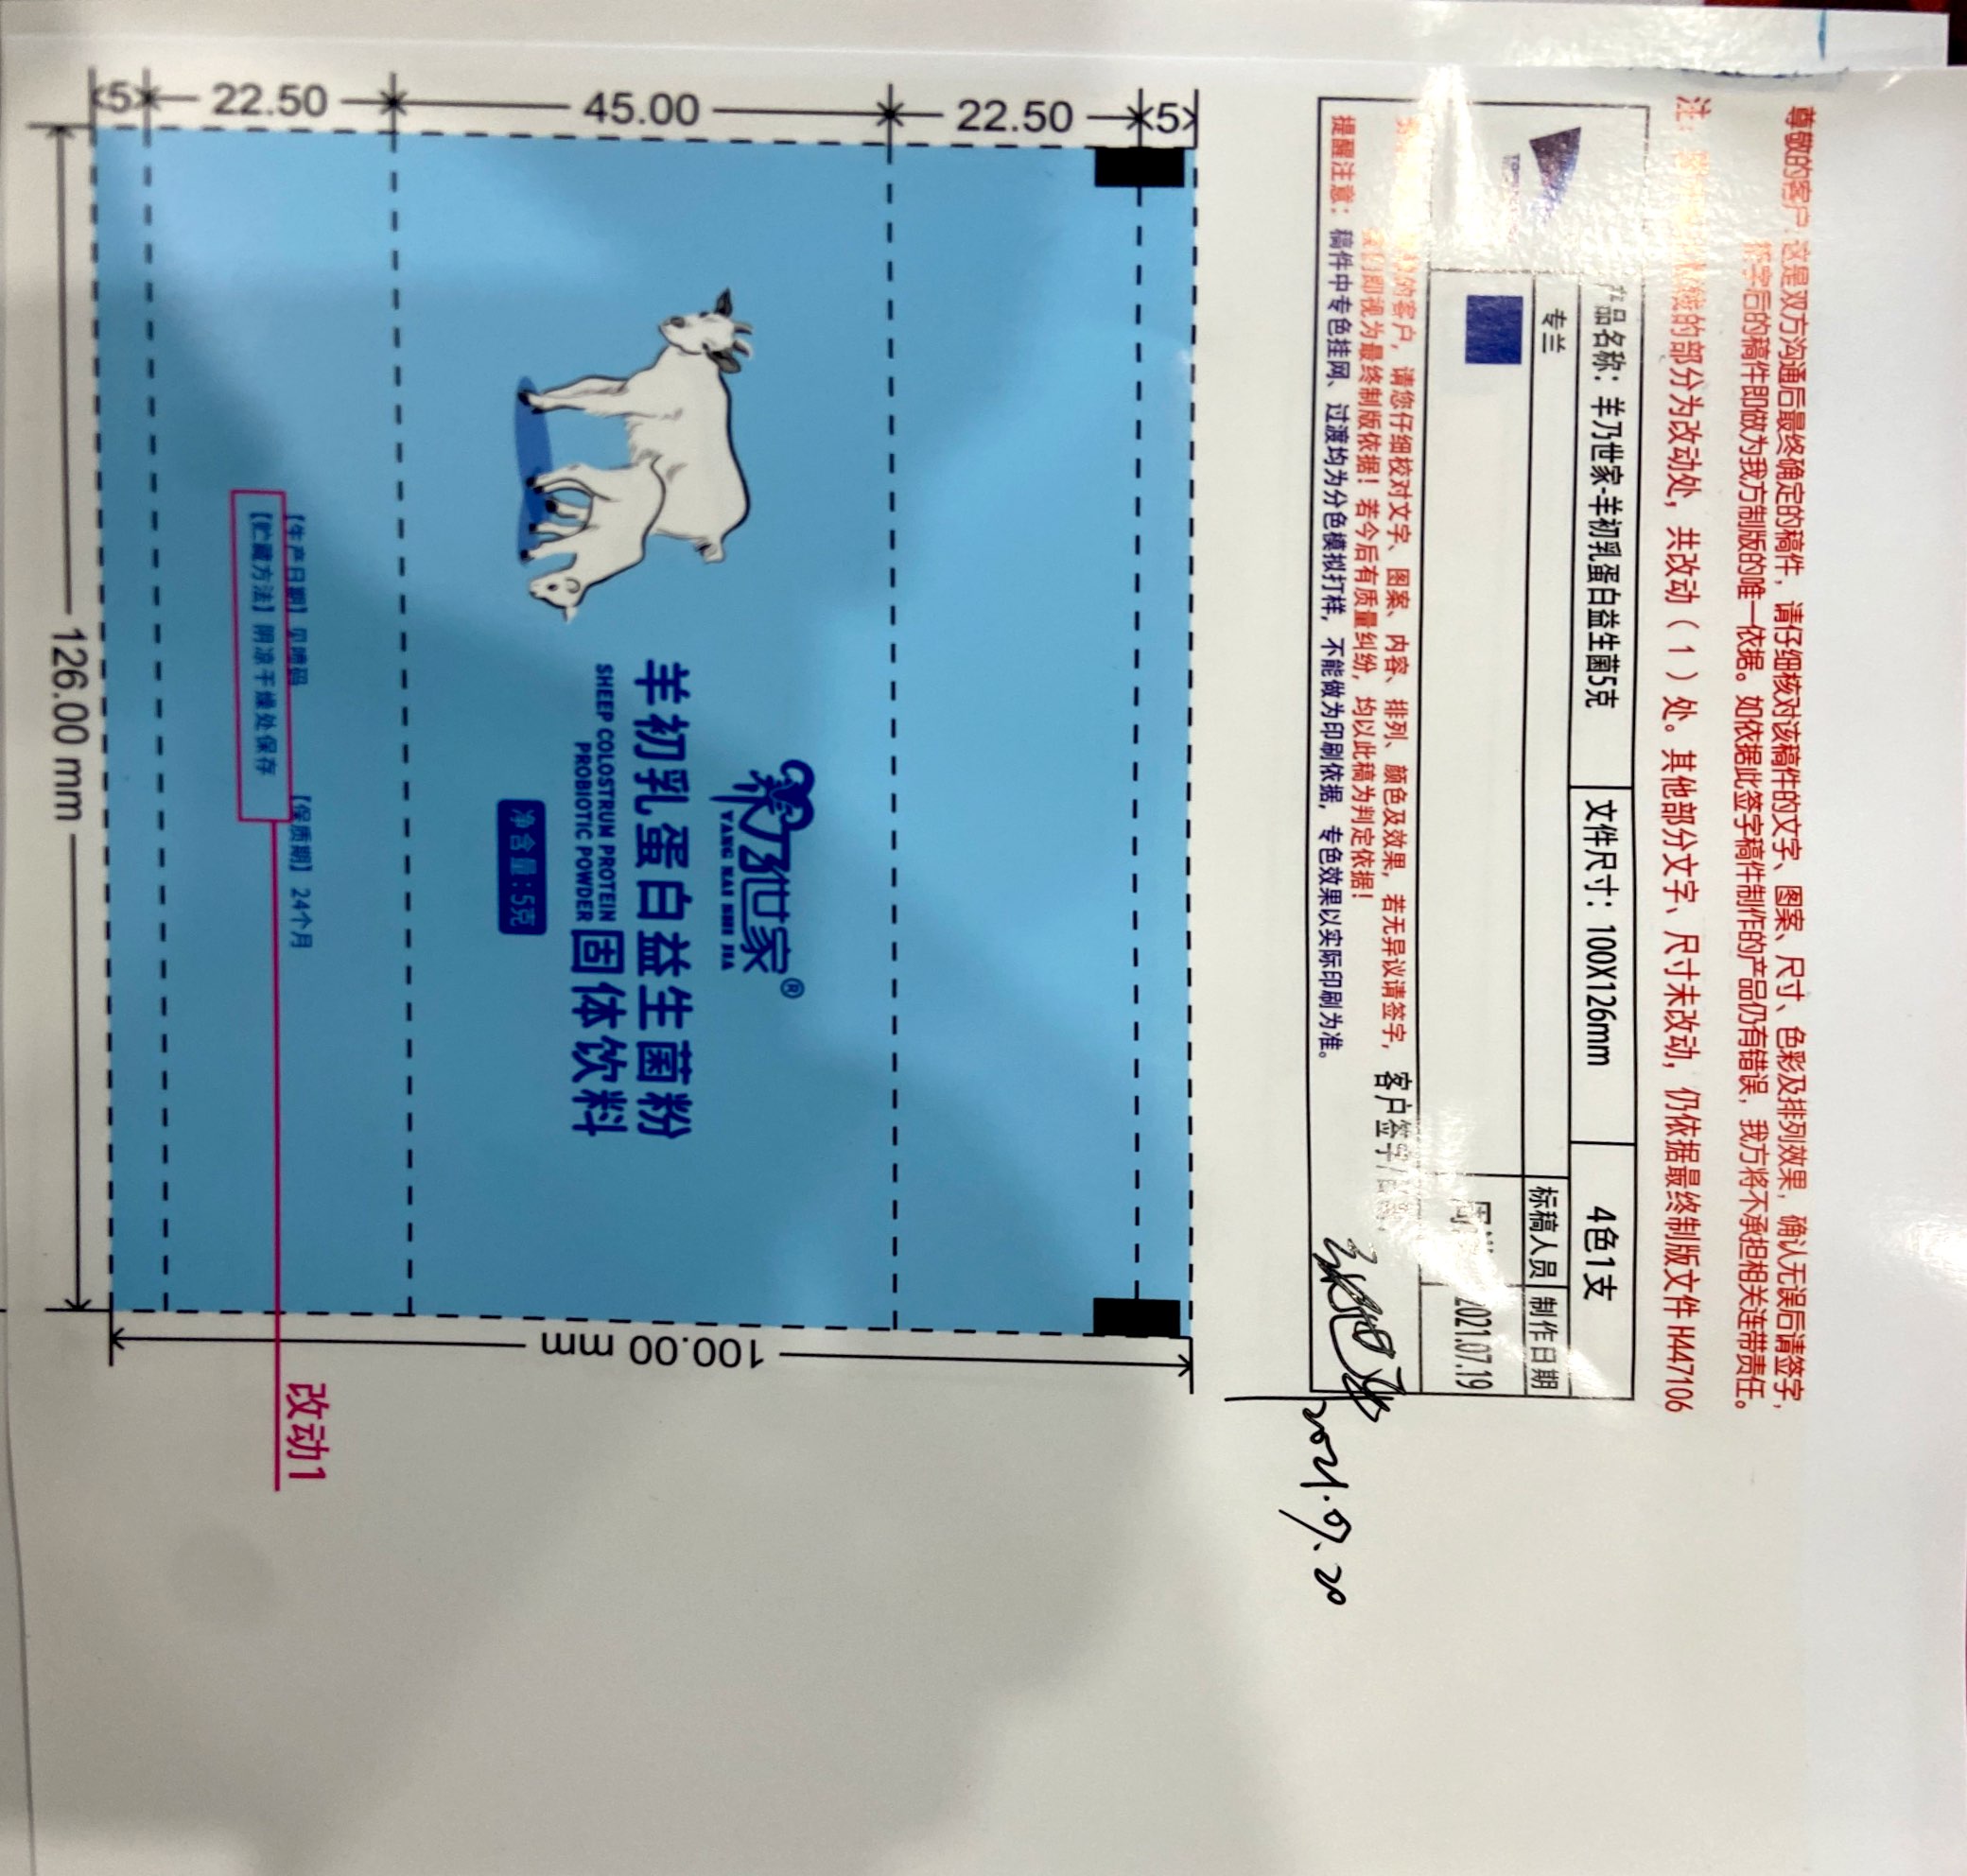 尊敬的客户:这是双方沟通后最终确定的稿件，请仔细核对该稿件的文字、图案、尺寸、色彩及排列效果，确认无误后请签字，
签字后的稿件即做为我方制版的唯一依据。如依据此签字稿件制作的产品仍有错误，我方将不承担相关连带责任。
注：的部分为改动处，共改动（1）处。其他部分文字、尺寸未改动，仍依据最终制版文件H447106
产品名称：羊乃世家-羊初乳蛋白益生菌5克 文件尺寸：100X126mm 4色1支
专兰 标稿人员 制作日期
2021.07.19
的客户，请您仔细校对文字、图案、内容、排列、颜色及效果，若无异议请签字，客户签字/
即视为最终制版依据！若今后有质量纠纷，均以此稿为判定依据！
提醒注意：稿件中专色挂网、过渡均为分色模拟打样，不能做为印刷依据，专色效果以实际印刷为准。
2021.07.20
5 22.50 45.00 22.50 5
羊乃世家®
YANG NAI SHI JIA
羊初乳蛋白益生菌粉
SHEEP COLOSTRUM PROTEIN
PROBIOTIC POWDER
固体饮料
净含量:5克
【生产日期】见喷码 【保质期】24个月
【贮藏方法】阴凉干燥处保存
改动1
126.00 mm
100.00 mm